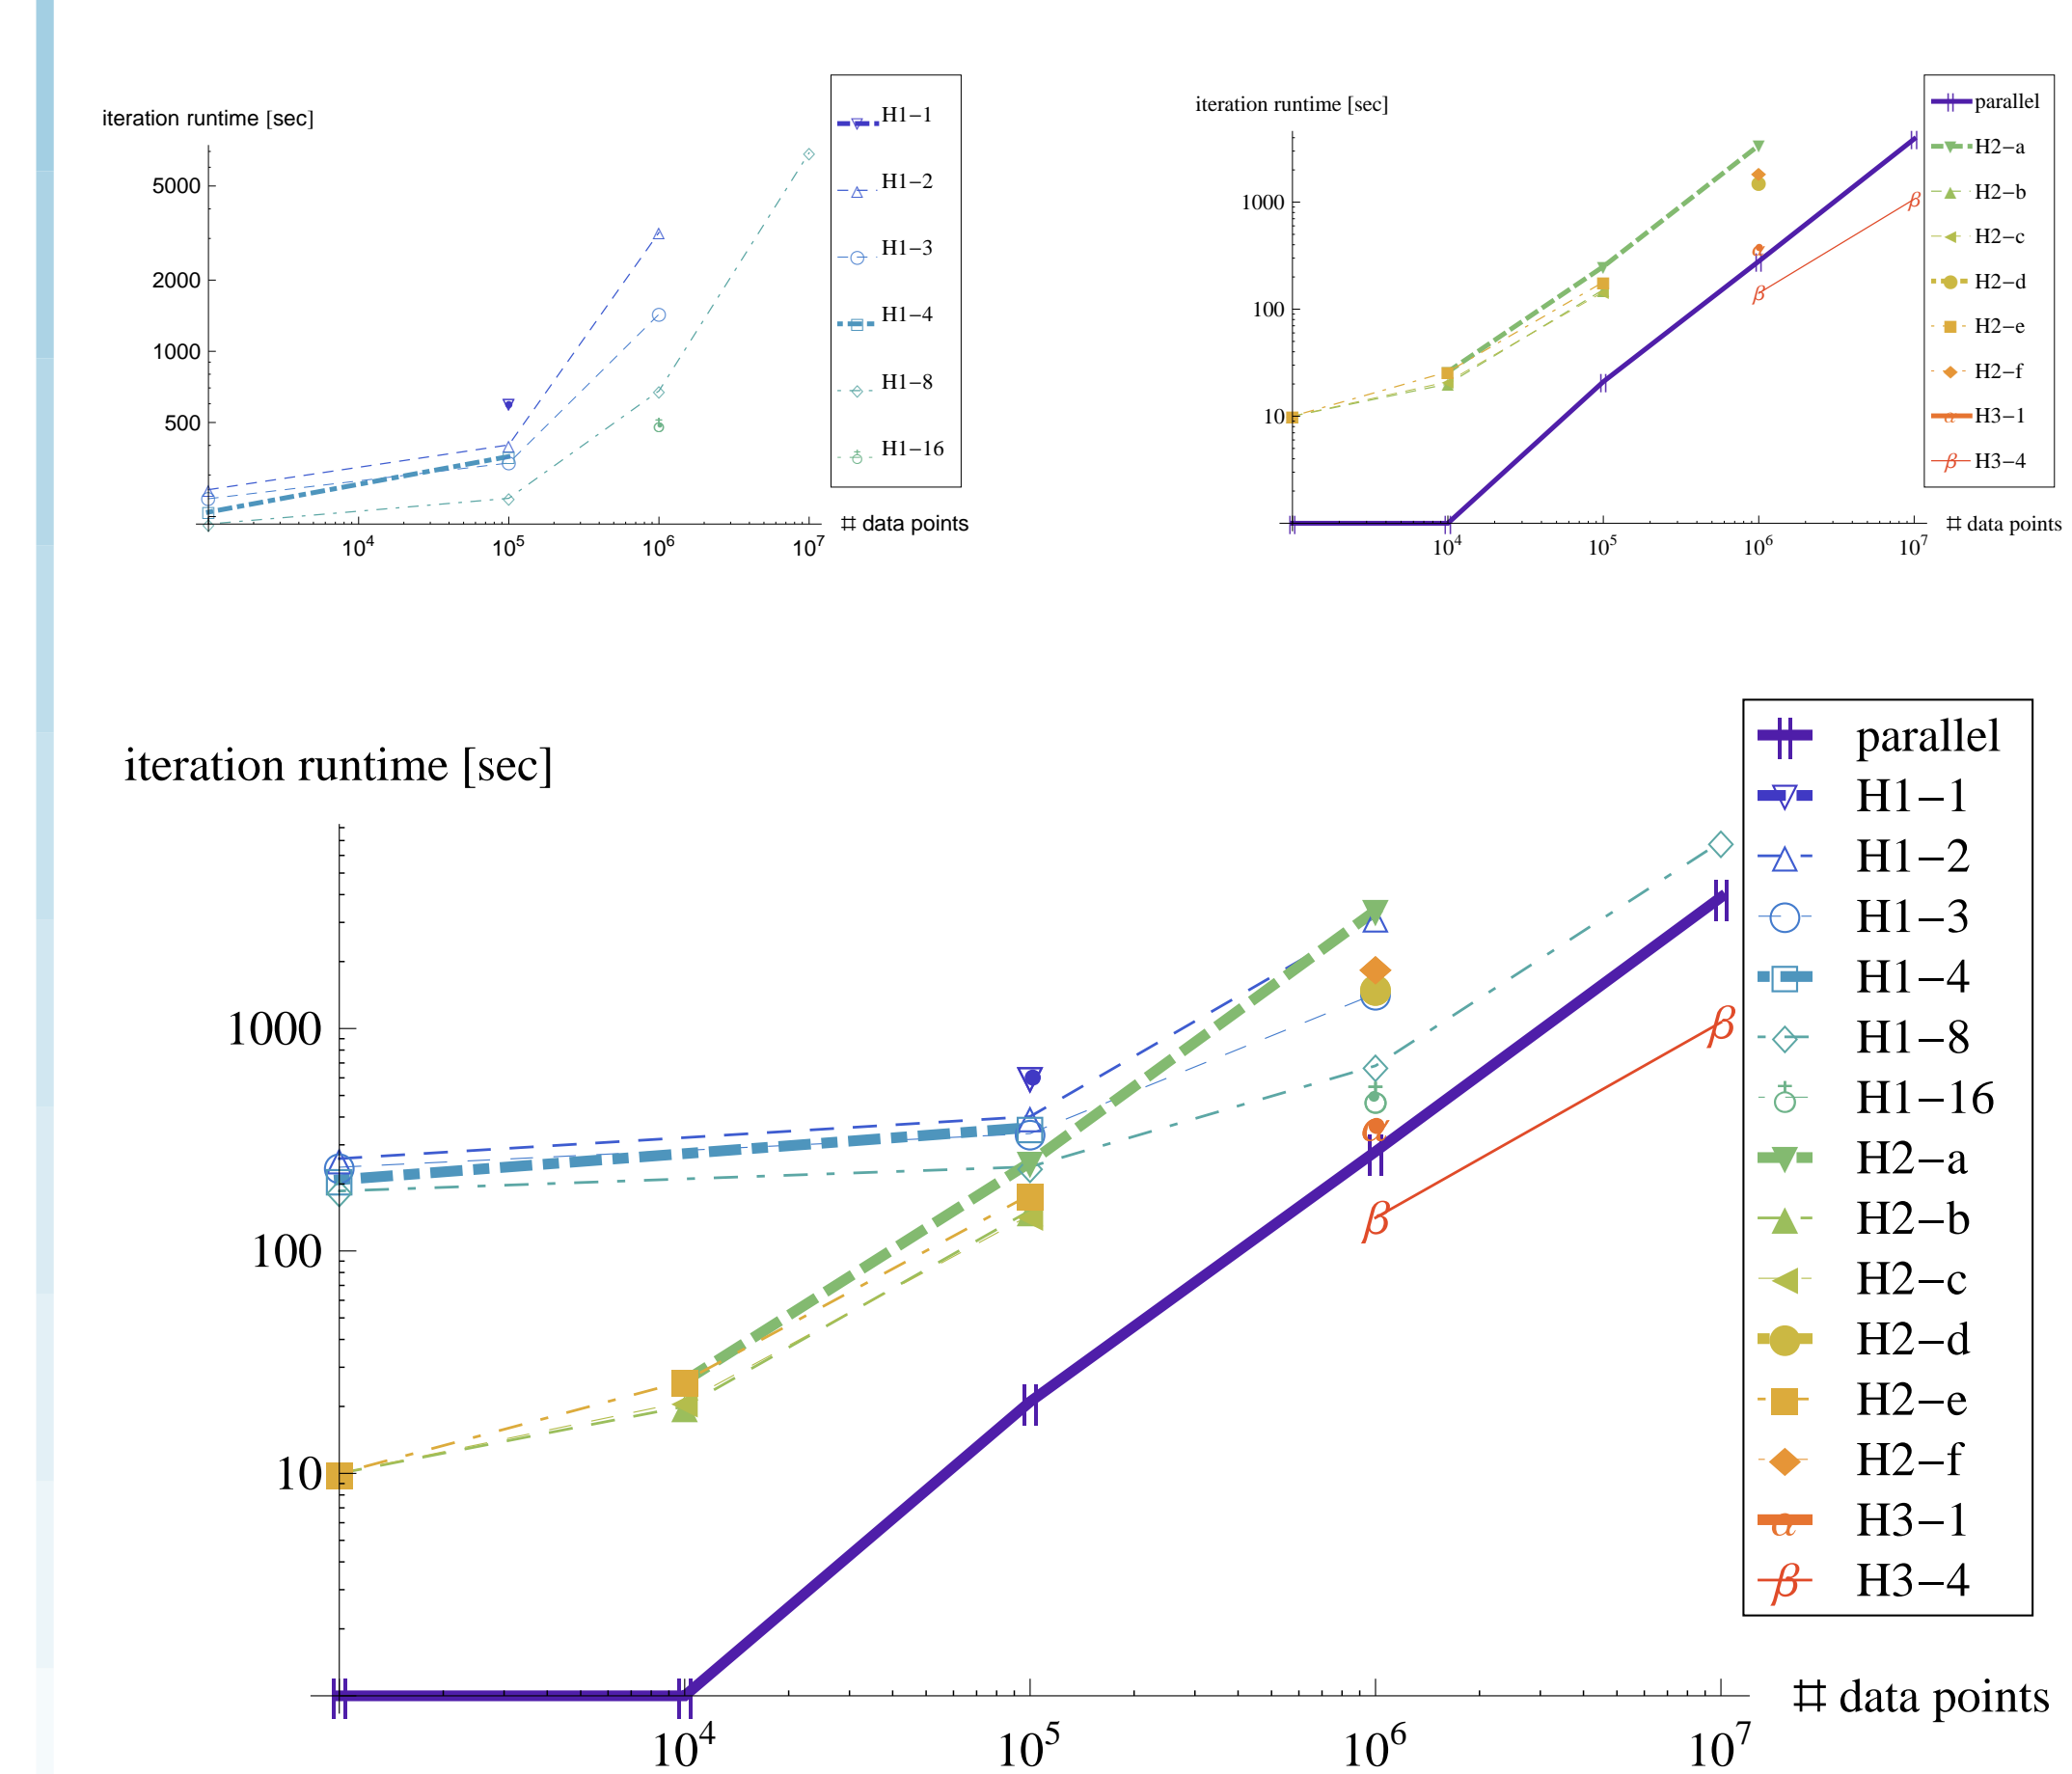 iteration runtime [sec]
5000
2000
1000
500
10⁴ 10⁵ 10⁶ 10⁷
# data points
H1−1
H1−2
H1−3
H1−4
H1−8
H1−16
iteration runtime [sec]
1000
100
10
10⁴ 10⁵ 10⁶ 10⁷
# data points
α
β
β
parallel
H2−a
H2−b
H2−c
H2−d
H2−e
H2−f
α H3−1
β H3−4
iteration runtime [sec]
1000
100
10
10⁴ 10⁵ 10⁶ 10⁷
# data points
α
β
β
parallel
H1−1
H1−2
H1−3
H1−4
H1−8
H1−16
H2−a
H2−b
H2−c
H2−d
H2−e
H2−f
α H3−1
β H3−4